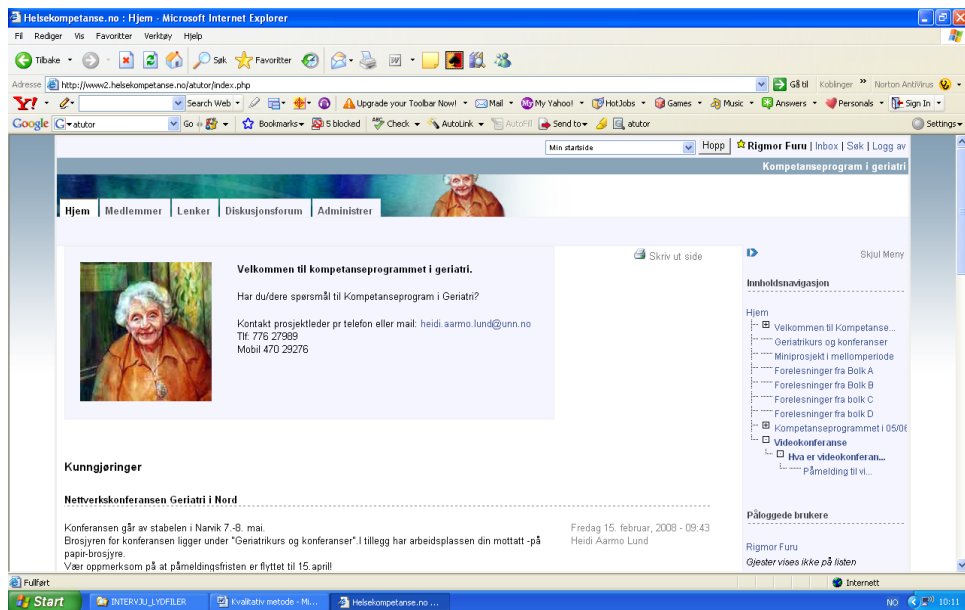 Helsekompetanse.no : Hjem - Microsoft Internet Explorer
Fil Rediger Vis Favoritter Verktøy Hjelp
Tilbake Søk Favoritter
Adresse http://www2.helsekompetanse.no/atutor/index.php Gå til Koblinger » Norton AntiVirus
Y! Search Web Upgrade your Toolbar Now! Mail My Yahoo! HotJobs Games Music Answers Personals Sign In
Google atutor Go Bookmarks 5 blocked Check AutoLink AutoFill Send to atutor Settings
Min startside Hopp Rigmor Furu | Inbox | Søk | Logg av
Kompetanseprogram i geriatri
Hjem Medlemmer Lenker Diskusjonsforum Administrer
Skriv ut side
Velkommen til kompetanseprogrammet i geriatri.
Har du/dere spørsmål til Kompetanseprogram i Geriatri?
Kontakt prosjektleder pr telefon eller mail: heidi.aarmo.lund@unn.no
Tlf: 776 27989
Mobil 470 29276
Kunngjøringer
Nettverkskonferansen Geriatri i Nord
Konferansen går av stabelen i Narvik 7.-8. mai.
Brosjyren for konferansen ligger under "Geriatrikurs og konferanser".I tillegg har arbeidsplassen din mottatt -på
papir-brosjyre.
Vær oppmerksom på at påmeldingsfristen er flyttet til 15.april!
Fredag 15. februar, 2008 - 09:43
Heidi Aarmo Lund
Skjul Meny
Innholdsnavigasjon
Hjem
Velkommen til Kompetanse...
Geriatrikurs og konferanser
Miniprosjekt i mellomperiode
Forelesninger fra Bolk A
Forelesninger fra Bolk B
Forelesninger fra bolk C
Forelesninger fra bolk D
Kompetanseprogrammet i 05/06
Videokonferanse
Hva er videokonferan...
Påmelding til vi...
Påloggede brukere
Rigmor Furu
Gjester vises ikke på listen
Fullført Internett
Start INTERVJU_LYDFILER Kvalitativ metode - Mi... Helsekompetanse.no ... NO 10:11